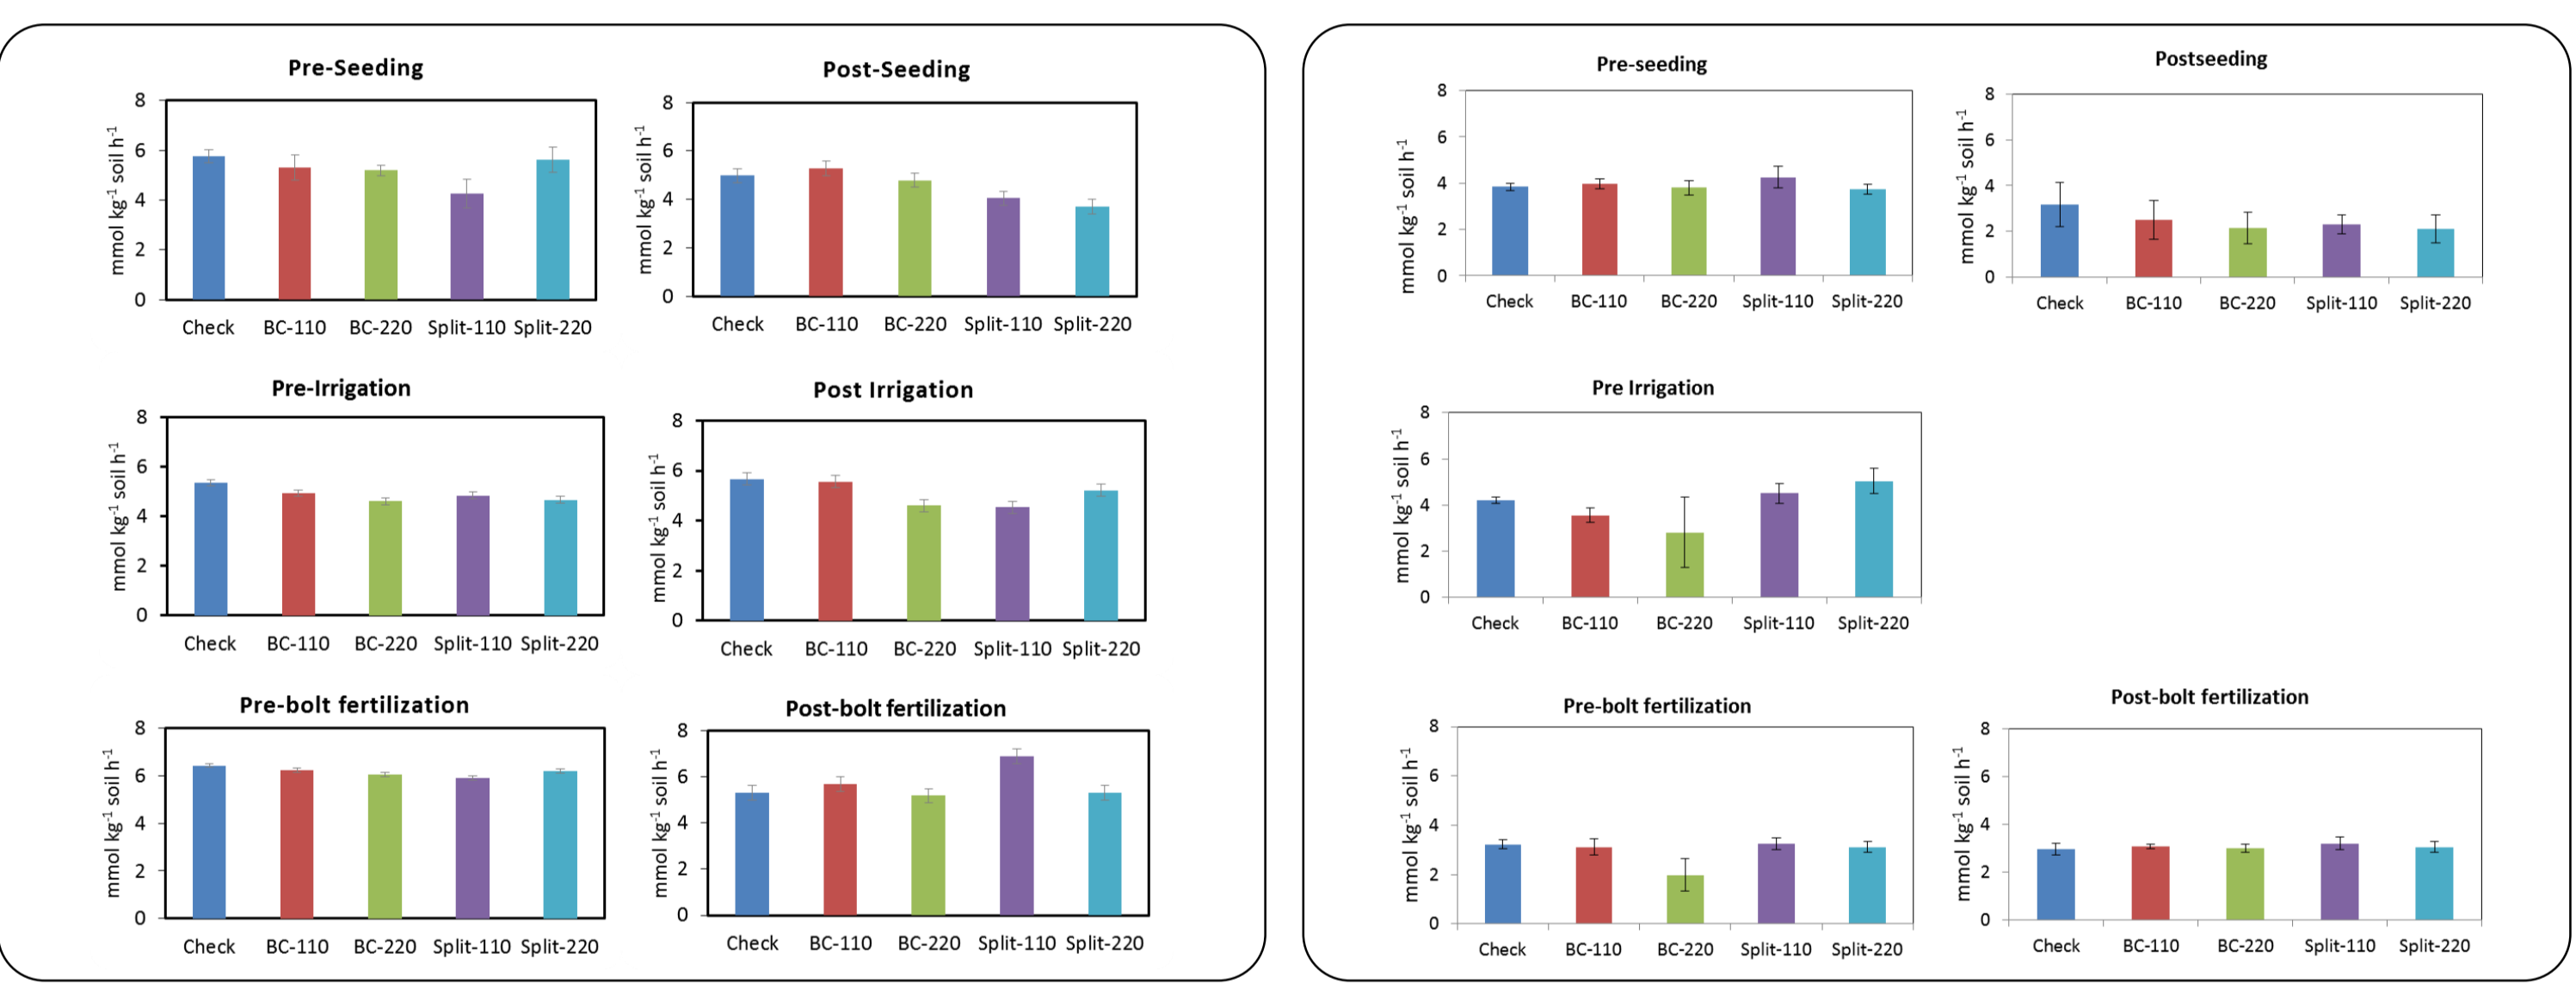 Pre-Seeding
mmol kg-1 soil h-1
8
6
4
2
0
Check BC-110 BC-220 Split-110 Split-220
Post-Seeding
mmol kg-1 soil h-1
8
6
4
2
0
Check BC-110 BC-220 Split-110 Split-220
Pre-Irrigation
mmol kg-1 soil h-1
8
6
4
2
0
Check BC-110 BC-220 Split-110 Split-220
Post Irrigation
mmol kg-1 soil h-1
8
6
4
2
0
Check BC-110 BC-220 Split-110 Split-220
Pre-bolt fertilization
mmol kg-1 soil h-1
8
6
4
2
0
Check BC-110 BC-220 Split-110 Split-220
Post-bolt fertilization
mmol kg-1 soil h-1
8
6
4
2
0
Check BC-110 BC-220 Split-110 Split-220
Pre-seeding
mmol kg-1 soil h-1
8
6
4
2
0
Check BC-110 BC-220 Split-110 Split-220
Postseeding
mmol kg-1 soil h-1
8
6
4
2
0
Check BC-110 BC-220 Split-110 Split-220
Pre Irrigation
mmol kg-1 soil h-1
8
6
4
2
0
Check BC-110 BC-220 Split-110 Split-220
Pre-bolt fertilization
mmol kg-1 soil h-1
8
6
4
2
0
Check BC-110 BC-220 Split-110 Split-220
Post-bolt fertilization
mmol kg-1 soil h-1
8
6
4
2
0
Check BC-110 BC-220 Split-110 Split-220